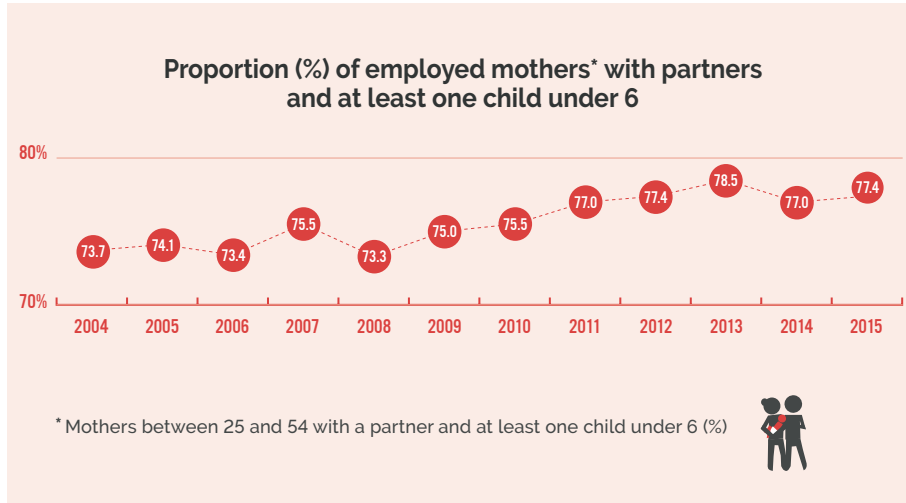 Proportion (%) of employed mothers* with partners
and at least one child under 6
80%
73.7 74.1 73.4 75.5 73.3 75.0 75.5 77.0 77.4 78.5 77.0 77.4
70%
2004 2005 2006 2007 2008 2009 2010 2011 2012 2013 2014 2015
* Mothers between 25 and 54 with a partner and at least one child under 6 (%)